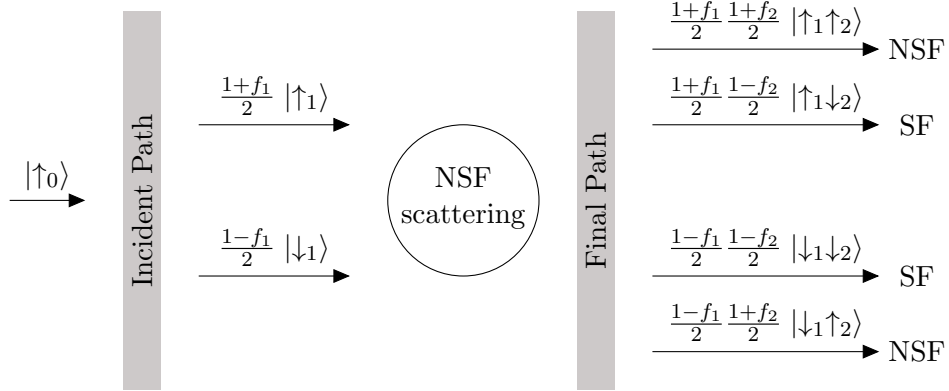 |↑₀⟩
Incident Path
1+f₁/2 |↑₁⟩
1−f₁/2 |↓₁⟩
NSF
scattering
Final Path
1+f₁/2 1+f₂/2 |↑₁↑₂⟩ NSF
1+f₁/2 1−f₂/2 |↑₁↓₂⟩ SF
1−f₁/2 1−f₂/2 |↓₁↓₂⟩ SF
1−f₁/2 1+f₂/2 |↓₁↑₂⟩ NSF